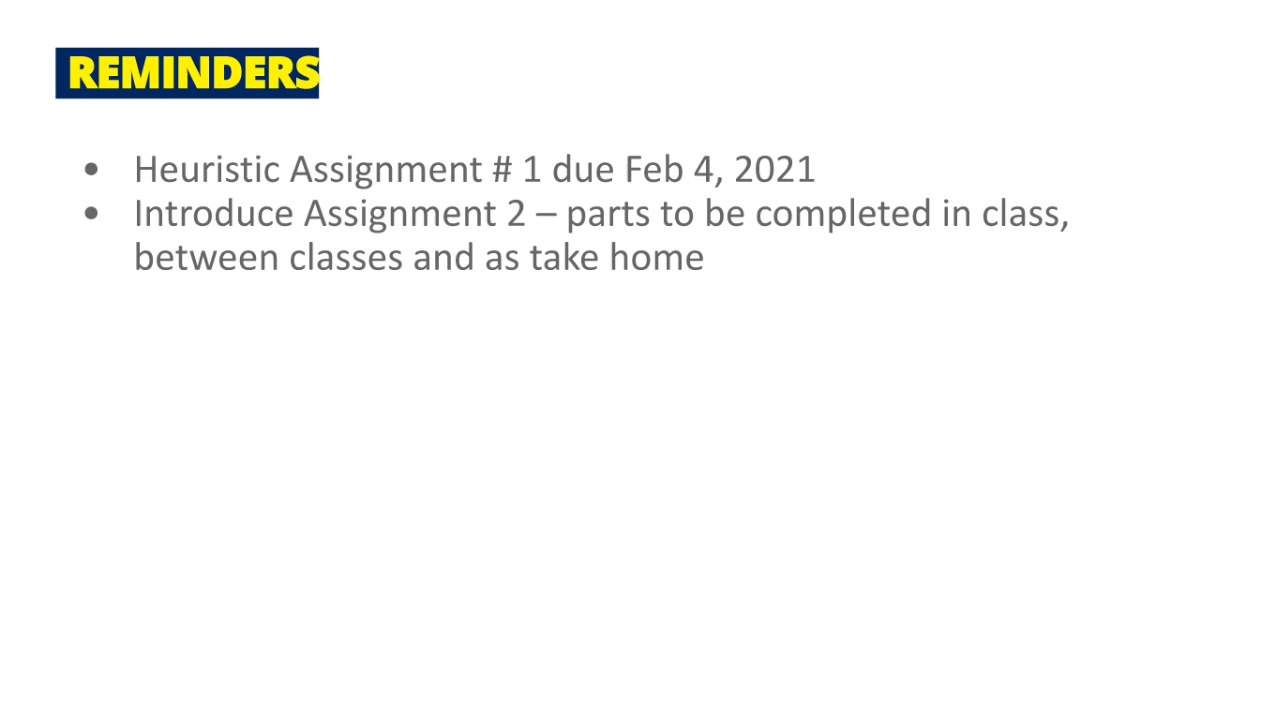 REMINDERS
• Heuristic Assignment # 1 due Feb 4, 2021
• Introduce Assignment 2 – parts to be completed in class,
between classes and as take home